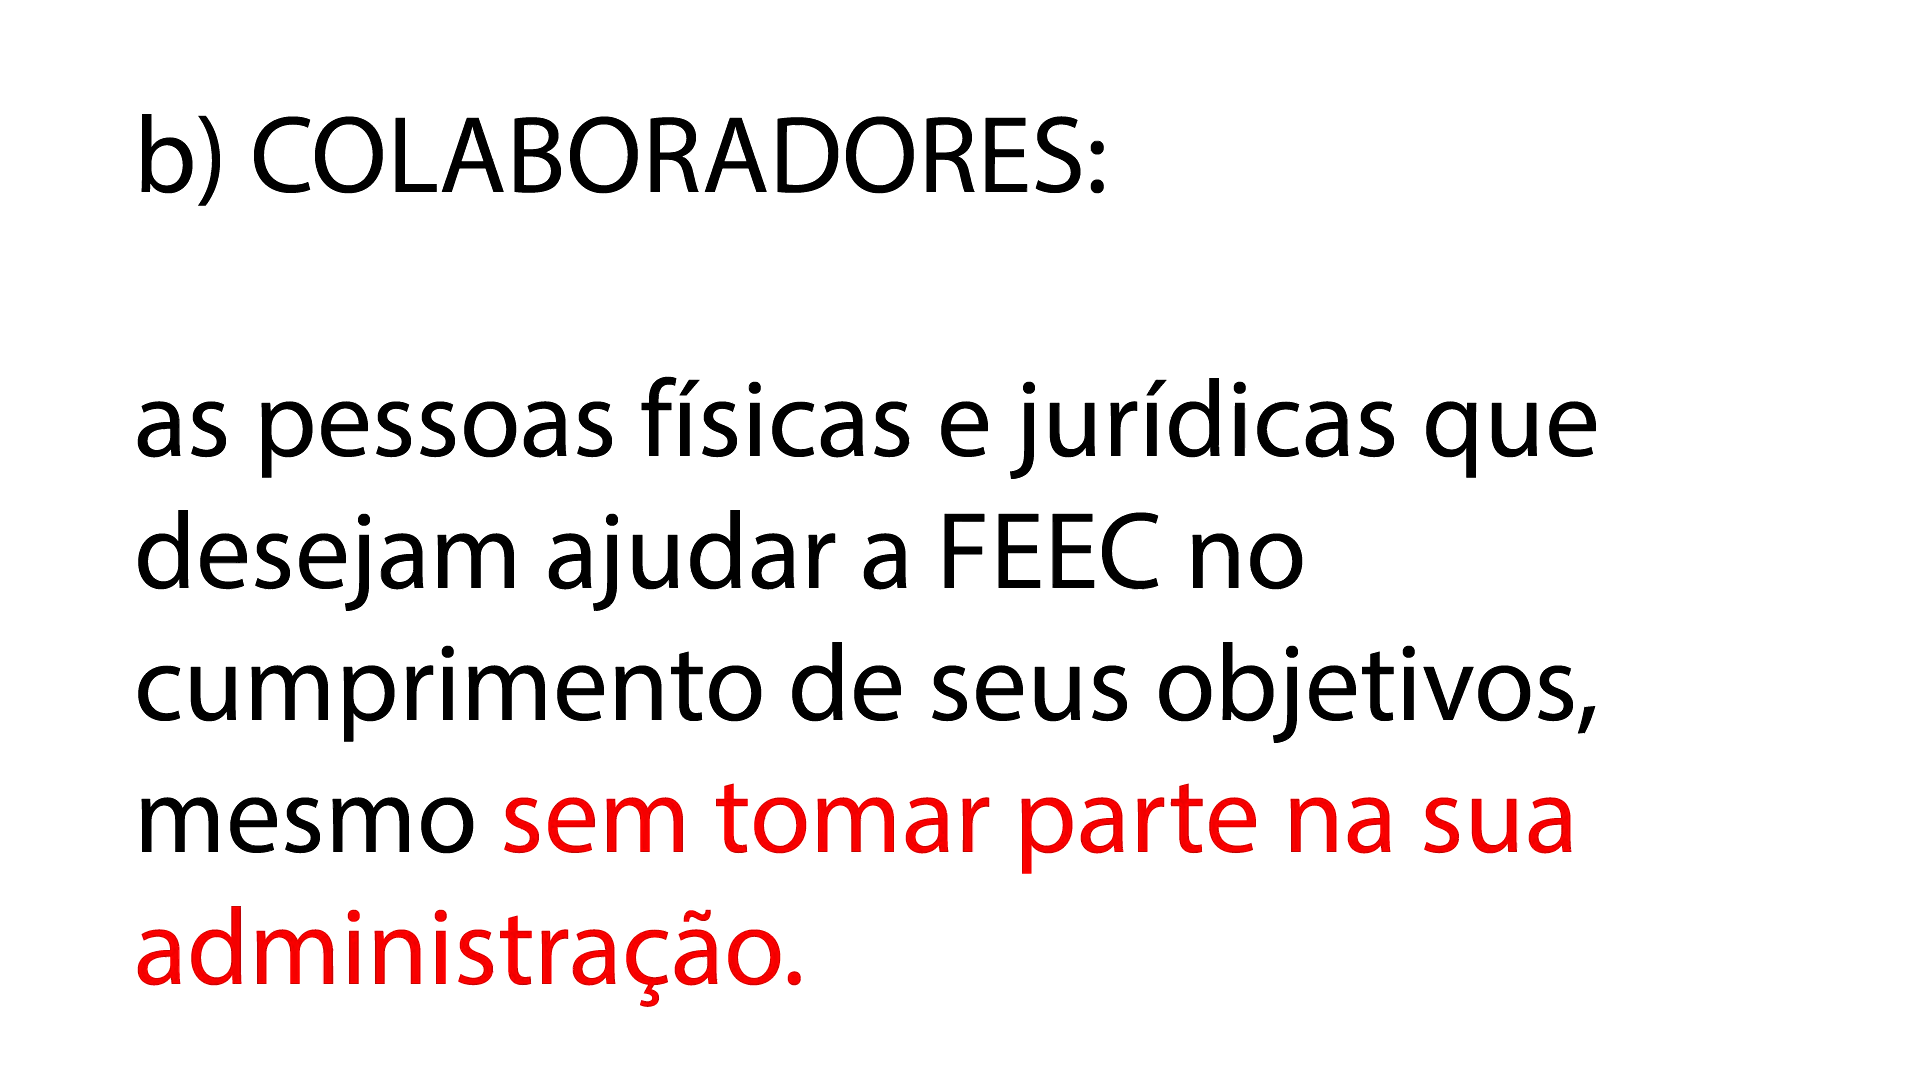 b) COLABORADORES:
as pessoas físicas e jurídicas que
desejam ajudar a FEEC no
cumprimento de seus objetivos,
mesmo sem tomar parte na sua
administração.